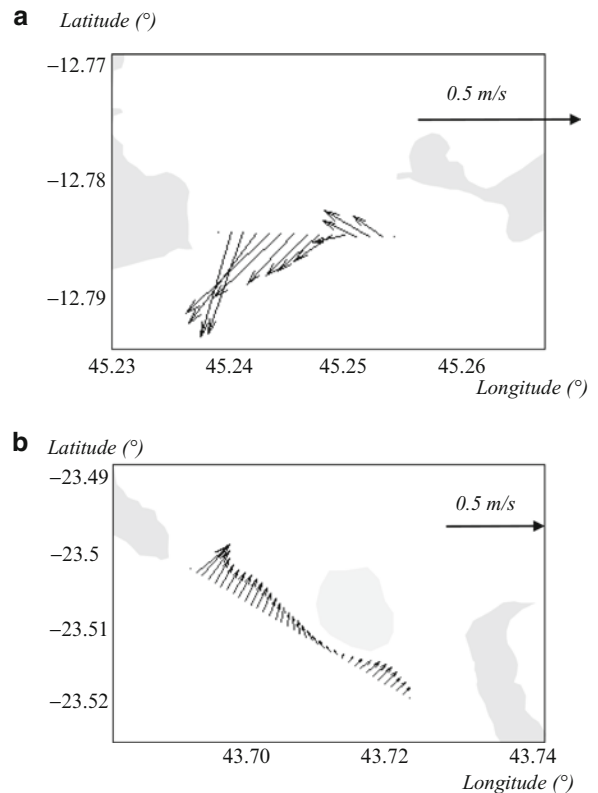 a
Latitude (°)
−12.77
0.5 m/s
−12.78
−12.79
45.23 45.24 45.25 45.26
Longitude (°)
b
Latitude (°)
−23.49
0.5 m/s
−23.5
−23.51
−23.52
43.70 43.72 43.74
Longitude (°)